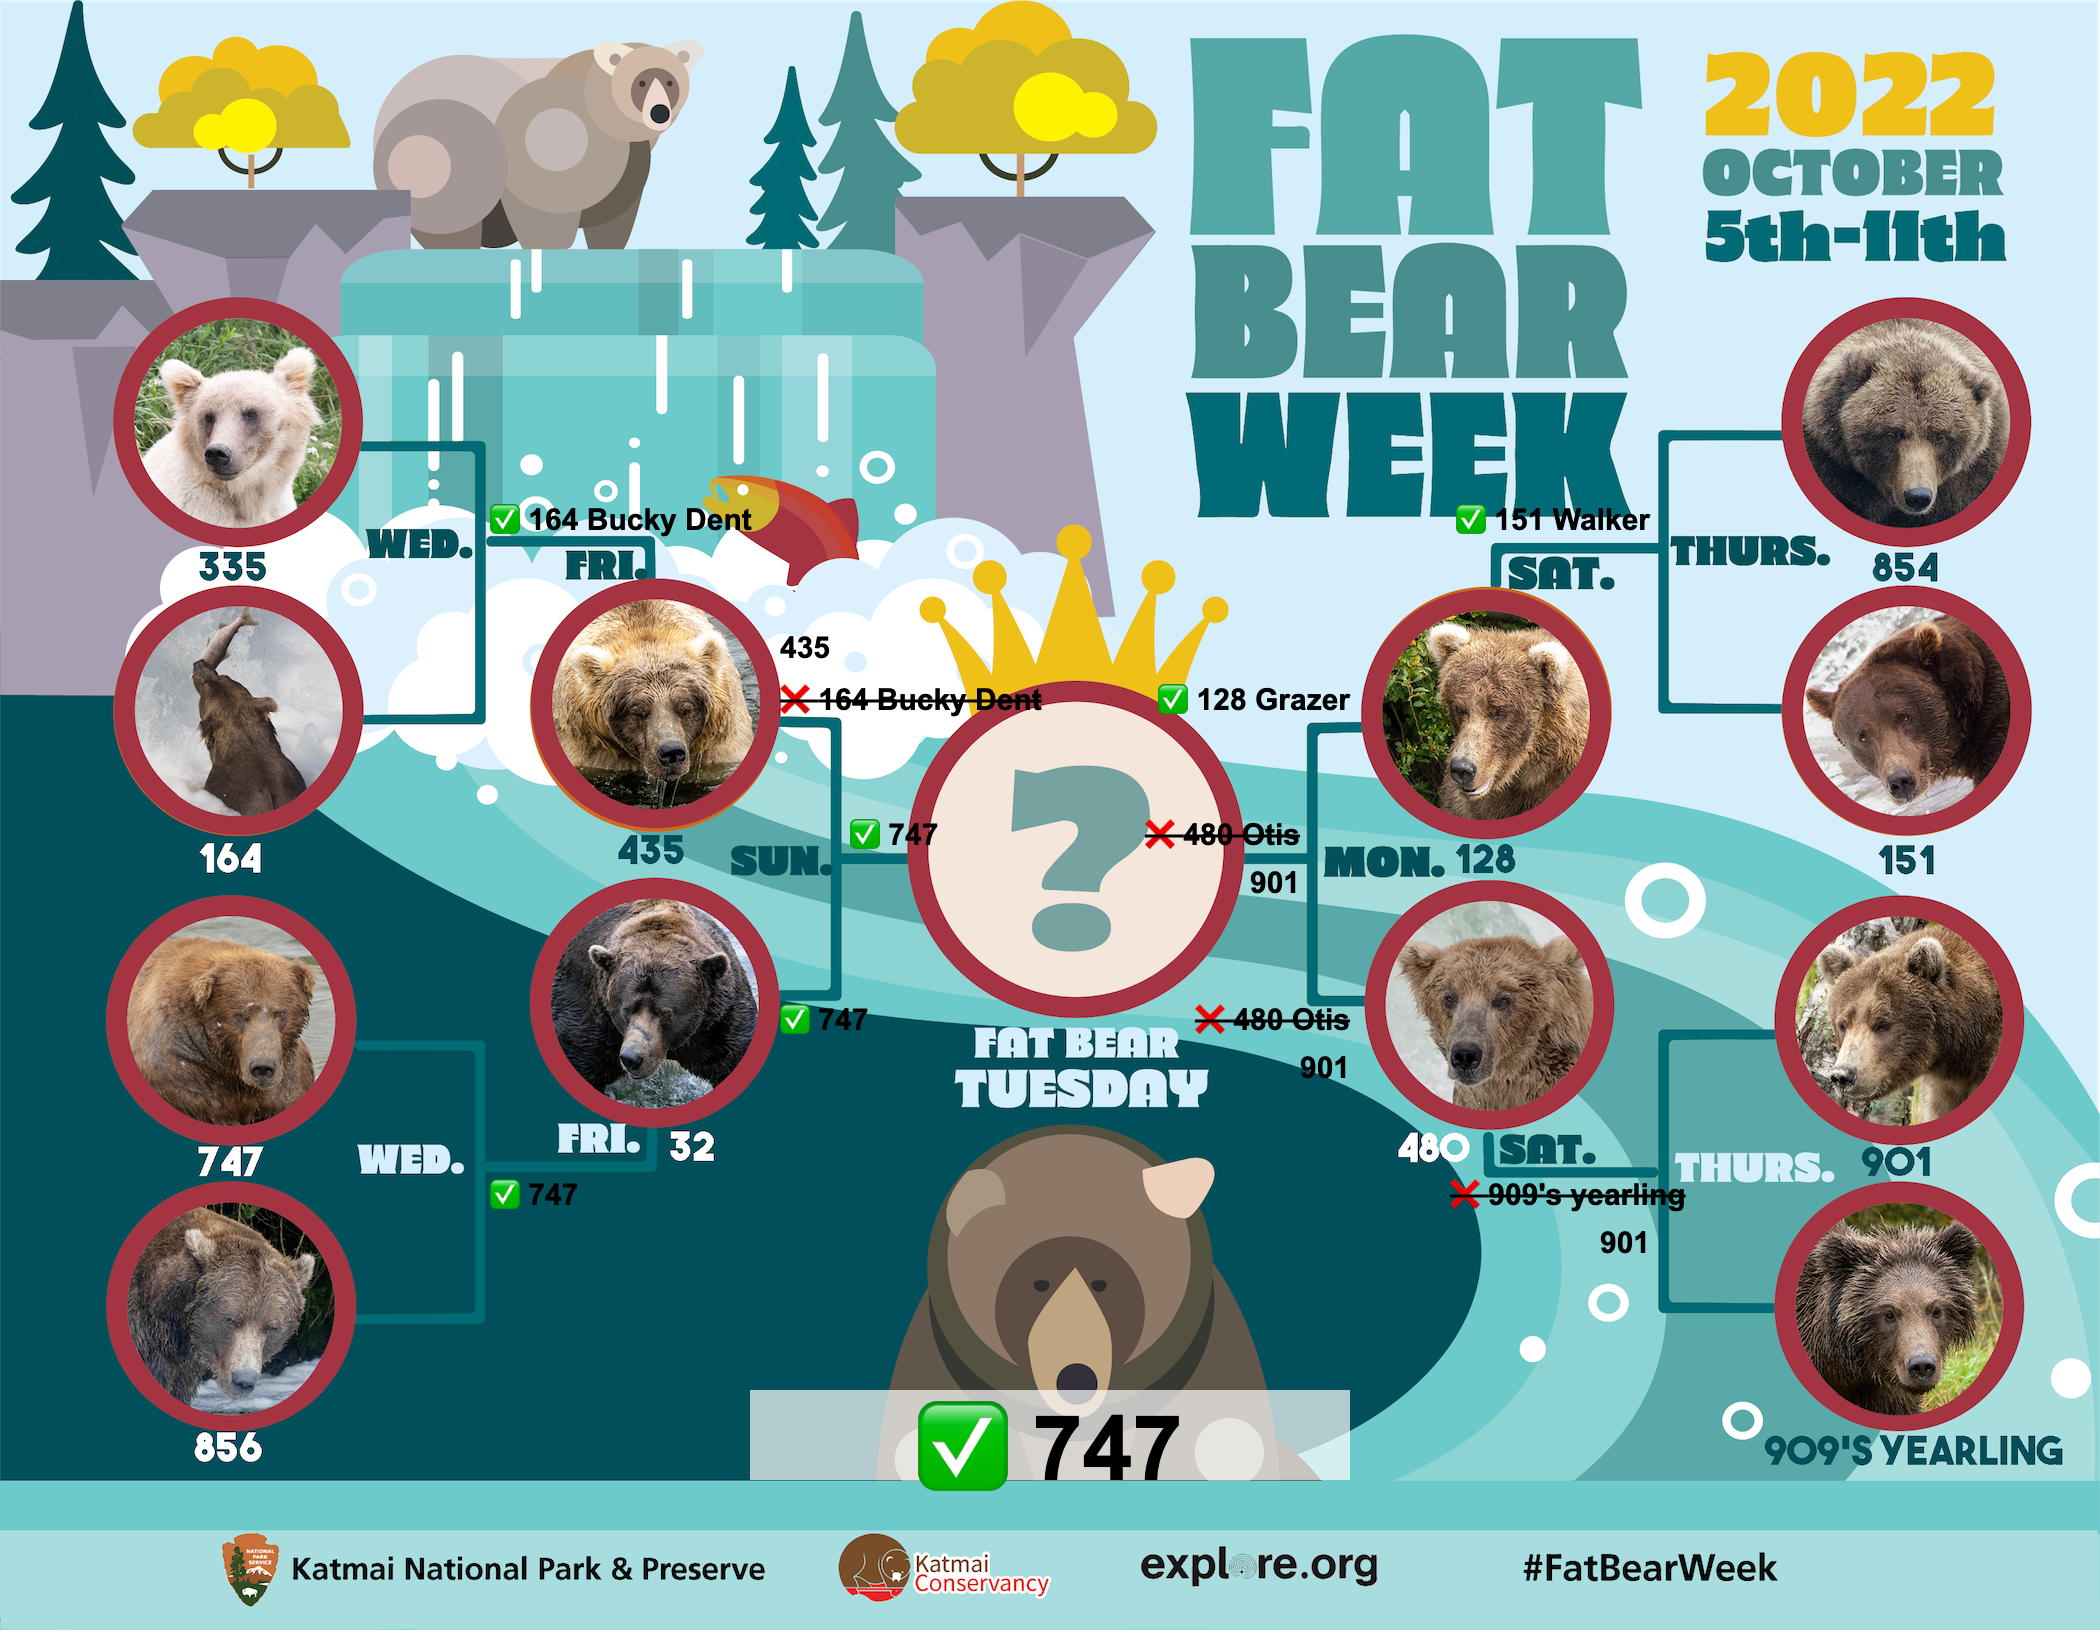 FAT
BEAR
WEEK
2022
OCTOBER
5th-11th
335
WED.
✅ 164 Bucky Dent
FRI.
164
435
❌ 164 Bucky Dent
435
SUN.
✅ 747
747
WED.
FRI.
32
✅ 747
✅ 747
856
✅ 151 Walker
SAT.
THURS.
854
151
✅ 128 Grazer
❌ 480 Otis
901
MON.
128
❌ 480 Otis
901
480
SAT.
THURS.
901
❌ 909's yearling
901
909'S YEARLING
?
FAT BEAR
TUESDAY
✅ 747
NATIONAL
PARK
SERVICE
Katmai National Park & Preserve
Katmai
Conservancy
explore.org
#FatBearWeek